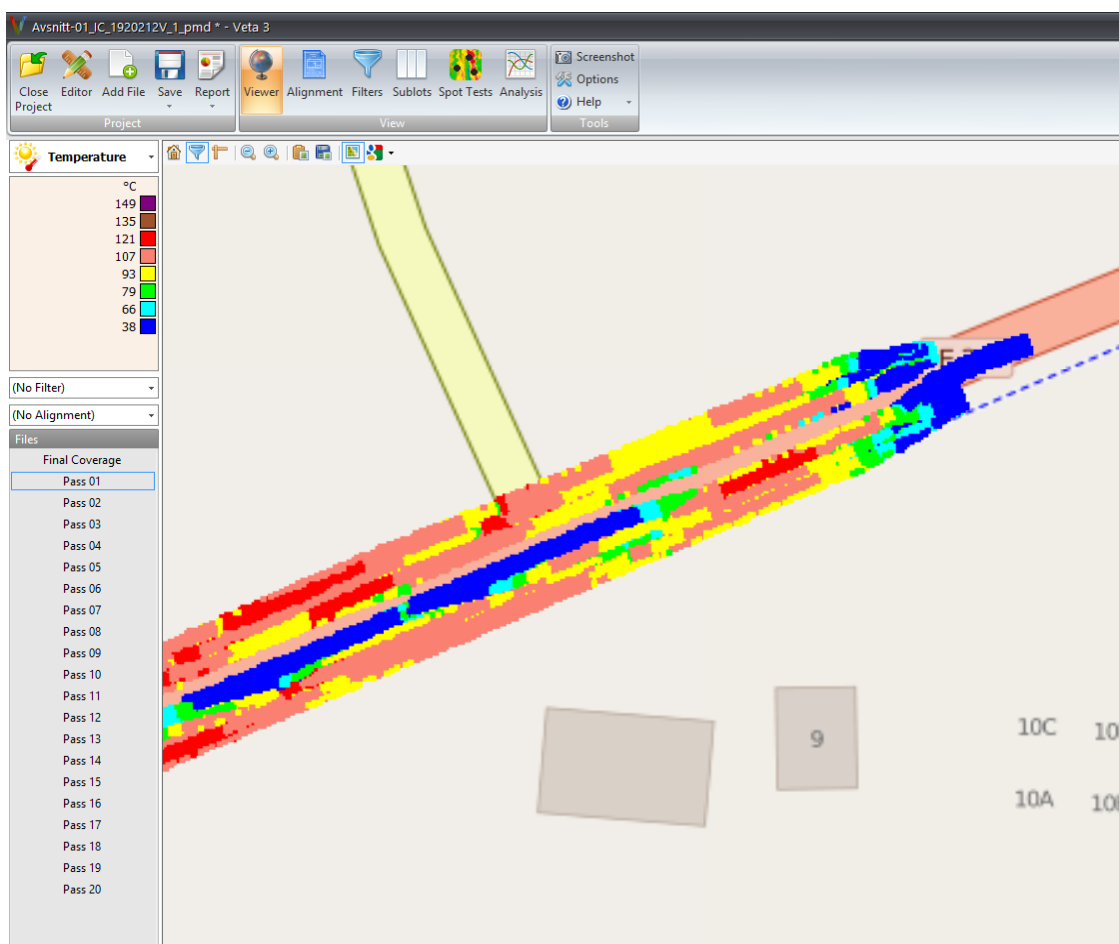 Avsnitt-01_IC_1920212V_1_pmd * - Veta 3
Close Project
Editor
Add File
Save
Report
Viewer
Alignment
Filters
Sublots
Spot Tests
Analysis
Screenshot
Options
Help
Project
View
Tools
Temperature
°C
149
135
121
107
93
79
66
38
(No Filter)
(No Alignment)
Files
Final Coverage
Pass 01
Pass 02
Pass 03
Pass 04
Pass 05
Pass 06
Pass 07
Pass 08
Pass 09
Pass 10
Pass 11
Pass 12
Pass 13
Pass 14
Pass 15
Pass 16
Pass 17
Pass 18
Pass 19
Pass 20
9
10C
10A